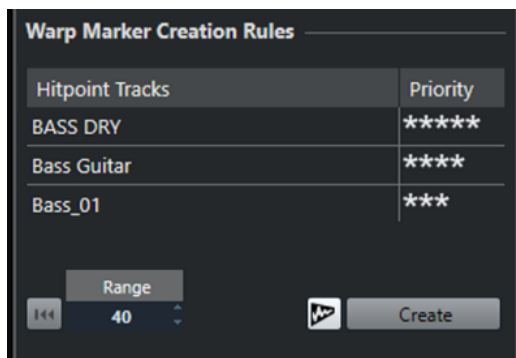 Warp Marker Creation Rules
Hitpoint Tracks Priority
BASS DRY *****
Bass Guitar ****
Bass_01 ***
Range
40 Create